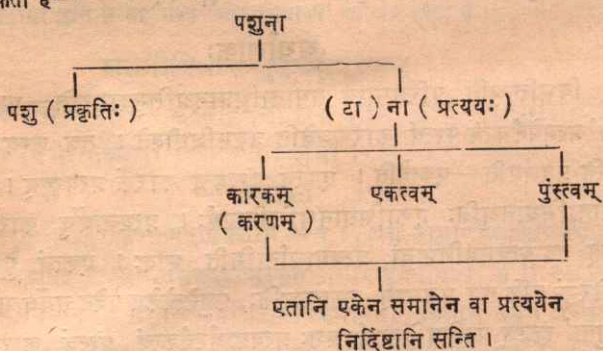 पशुना
पशु ( प्रकृतिः )
( टा ) ना ( प्रत्ययः )
कारकम् एकत्वम् पुंस्त्वम्
( करणम् )
एतानि एकेन समानेन वा प्रत्ययेन
निर्दिष्टानि सन्ति ।